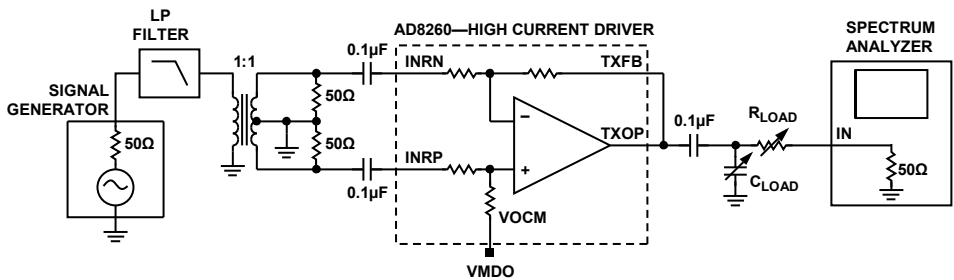 LP
FILTER
AD8260—HIGH CURRENT DRIVER
SPECTRUM
ANALYZER
1:1
0.1µF
INRN
TXFB
SIGNAL
GENERATOR
50Ω
50Ω
50Ω
0.1µF
INRP
–
+
TXOP
0.1µF
RLOAD
IN
50Ω
CLOAD
VOCM
VMDO